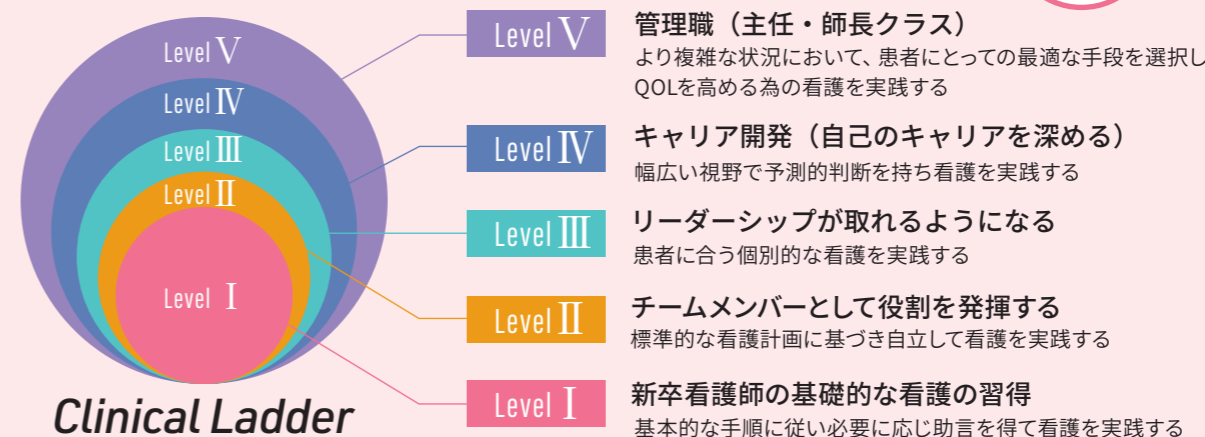 Level Ⅴ
Level Ⅳ
Level Ⅲ
Level Ⅱ
Level Ⅰ
Clinical Ladder
Level Ⅴ
管理職（主任・師長クラス）
より複雑な状況において、患者にとっての最適な手段を選択し
QOLを高める為の看護を実践する
Level Ⅳ
キャリア開発（自己のキャリアを深める）
幅広い視野で予測的判断を持ち看護を実践する
Level Ⅲ
リーダーシップが取れるようになる
患者に合う個別的な看護を実践する
Level Ⅱ
チームメンバーとして役割を発揮する
標準的な看護計画に基づき自立して看護を実践する
Level Ⅰ
新卒看護師の基礎的な看護の習得
基本的な手順に従い必要に応じ助言を得て看護を実践する